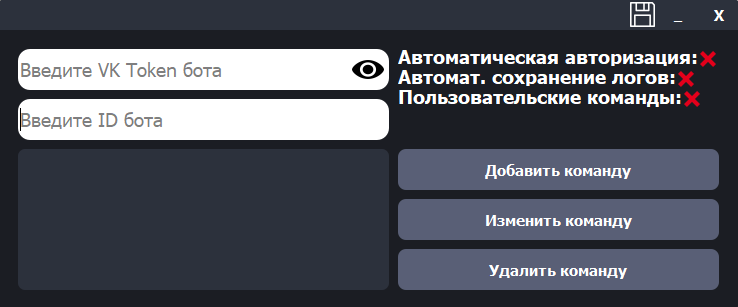 _ X
Введите VK Token бота
Введите ID бота
Автоматическая авторизация:
Автомат. сохранение логов:
Пользовательские команды:
Добавить команду
Изменить команду
Удалить команду